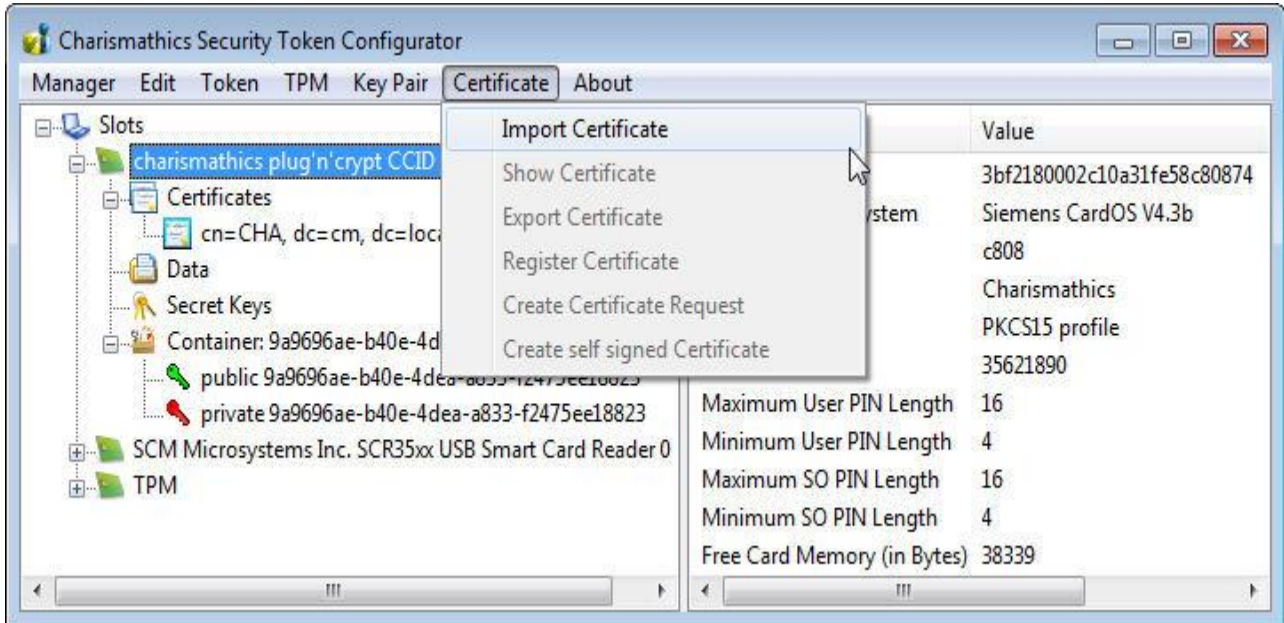 Charismathics Security Token Configurator
Manager Edit Token TPM Key Pair Certificate About
Import Certificate
Show Certificate
Export Certificate
Register Certificate
Create Certificate Request
Create self signed Certificate
Slots
charismathics plug'n'crypt CCID
Certificates
cn=CHA, dc=cm, dc=loca
Data
Secret Keys
Container: 9a9696ae-b40e-4d
public 9a9696ae-b40e-4dea-a833-f2475ee18823
private 9a9696ae-b40e-4dea-a833-f2475ee18823
SCM Microsystems Inc. SCR35xx USB Smart Card Reader 0
TPM
Value
3bf2180002c10a31fe58c80874
ystem Siemens CardOS V4.3b
c808
Charismathics
PKCS15 profile
35621890
Maximum User PIN Length 16
Minimum User PIN Length 4
Maximum SO PIN Length 16
Minimum SO PIN Length 4
Free Card Memory (in Bytes) 38339